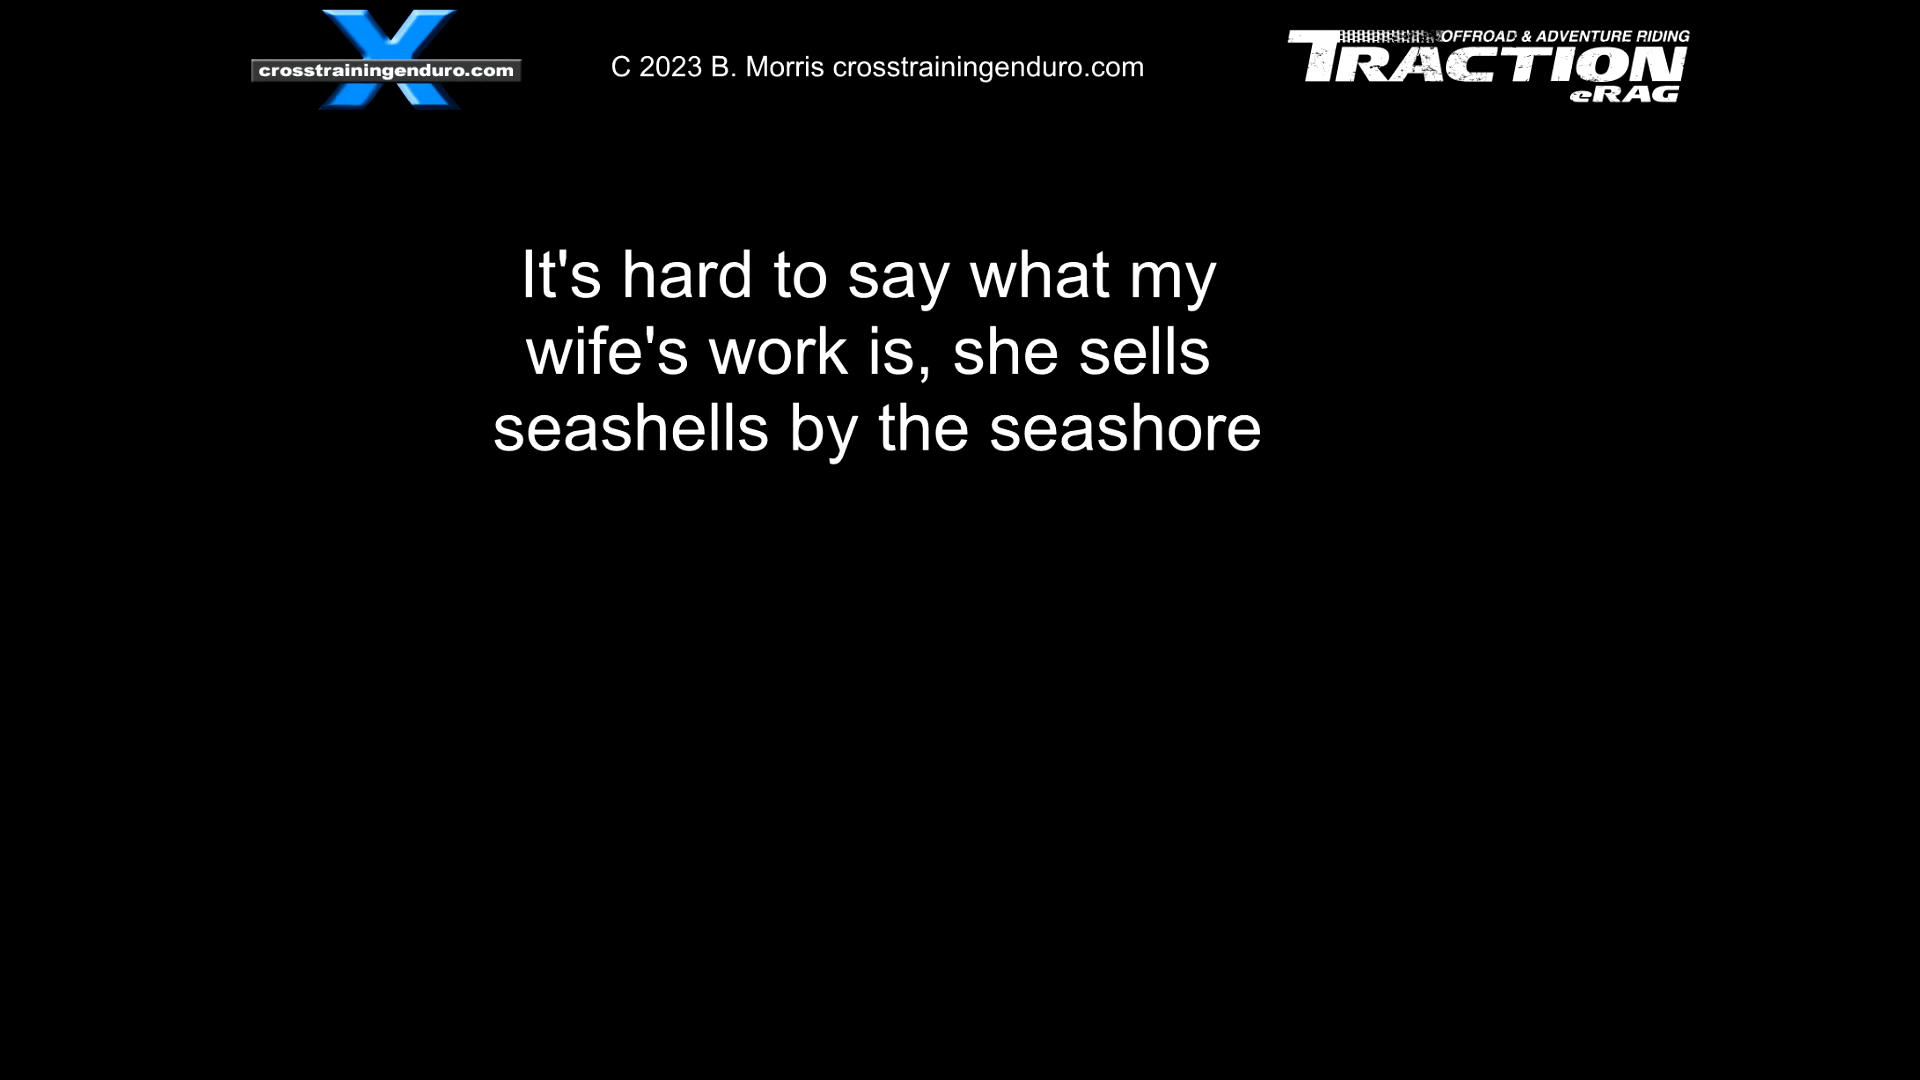 crosstrainingenduro.com
C 2023 B. Morris crosstrainingenduro.com
OFFROAD & ADVENTURE RIDING
TRACTION
eRAG
It's hard to say what my
wife's work is, she sells
seashells by the seashore